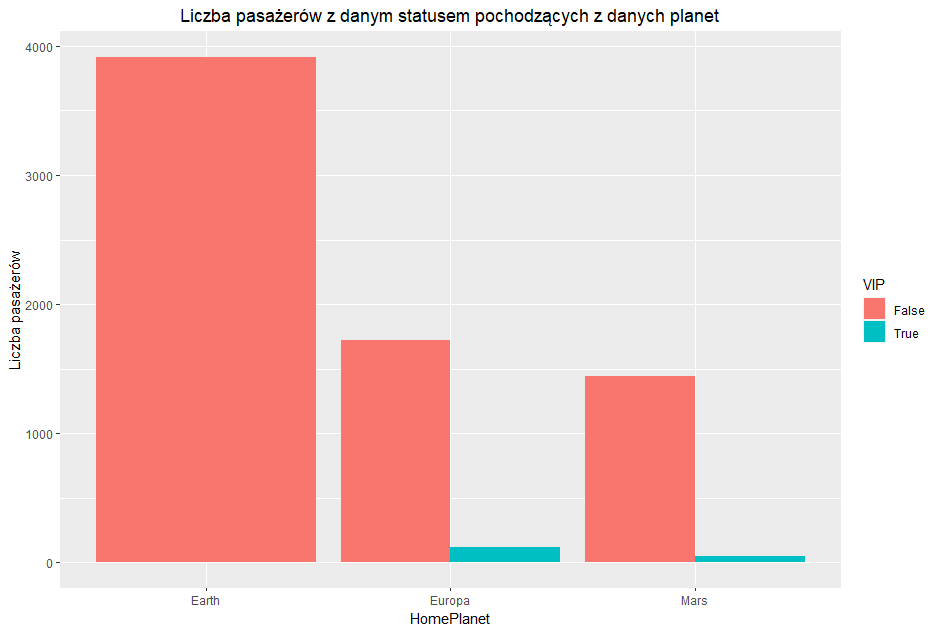 Liczba pasażerów z danym statusem pochodzących z danych planet
4000
3000
2000
1000
0
Liczba pasażerów
Earth
Europa
Mars
HomePlanet
VIP
False
True